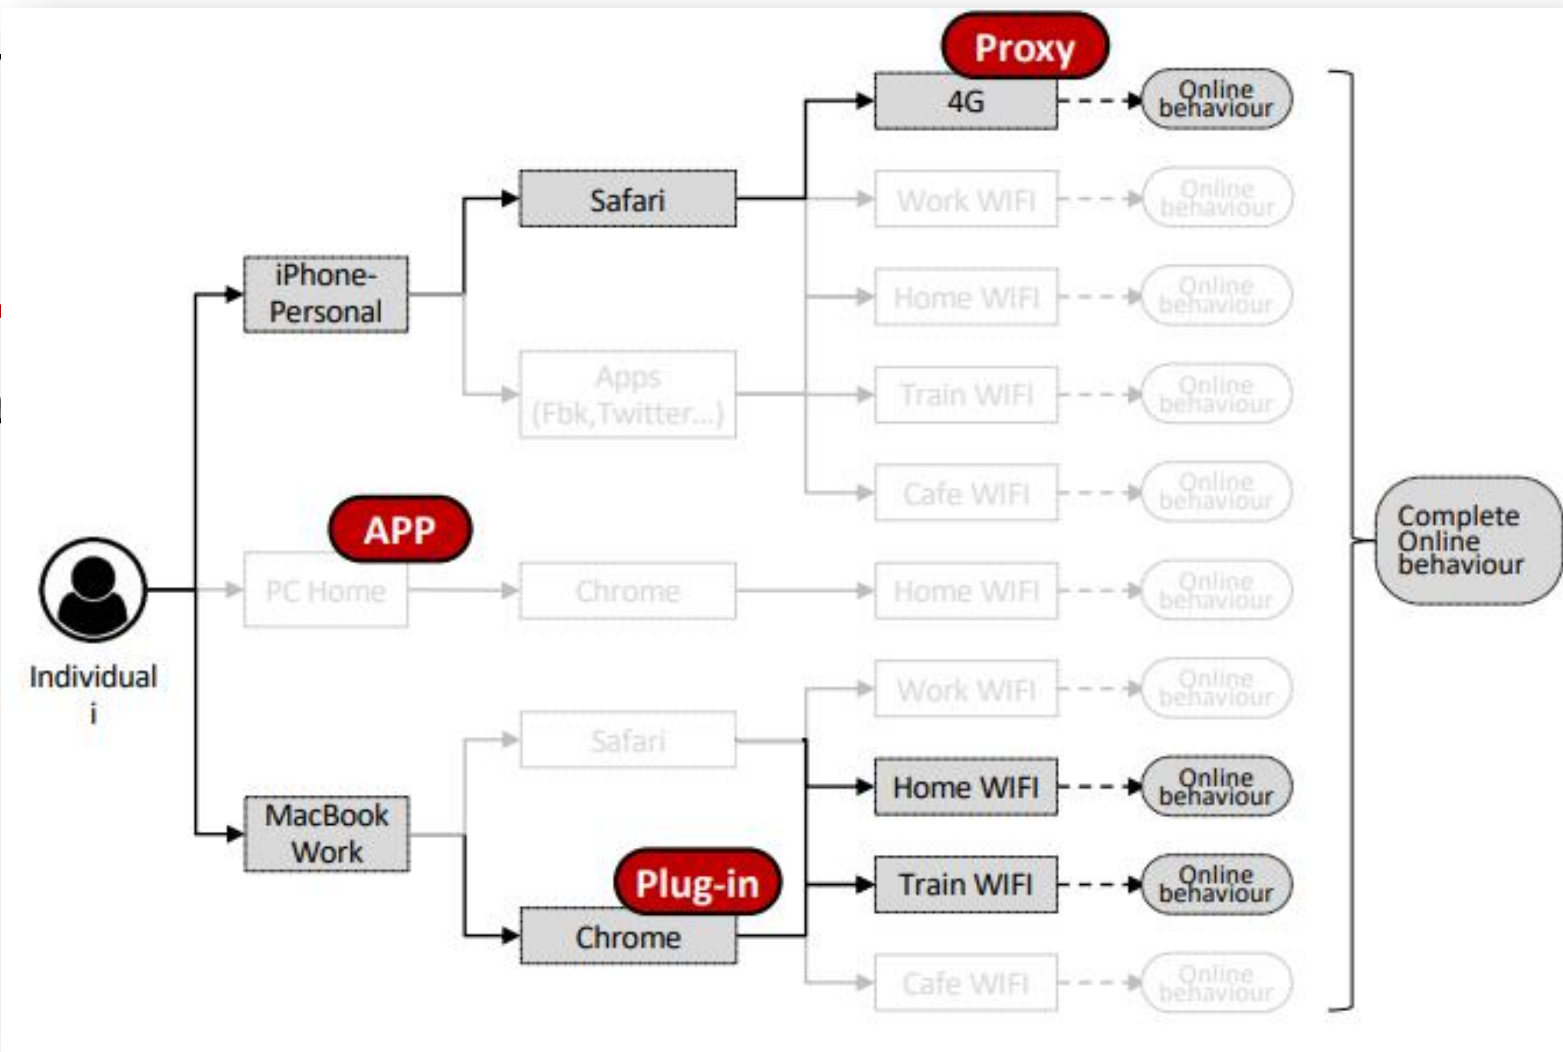 Proxy
4G
Online
behaviour
Safari
Work WIFI
Online
behaviour
iPhone-
Personal
Home WIFI
Online
behaviour
Apps
(Fbk,Twitter...)
Train WIFI
Online
behaviour
Cafe WIFI
Online
behaviour
APP
PC Home
Chrome
Home WIFI
Online
behaviour
Complete
Online
behaviour
Individual
i
Work WIFI
Online
behaviour
Safari
Home WIFI
Online
behaviour
MacBook
Work
Plug-in
Train WIFI
Online
behaviour
Chrome
Cafe WIFI
Online
behaviour